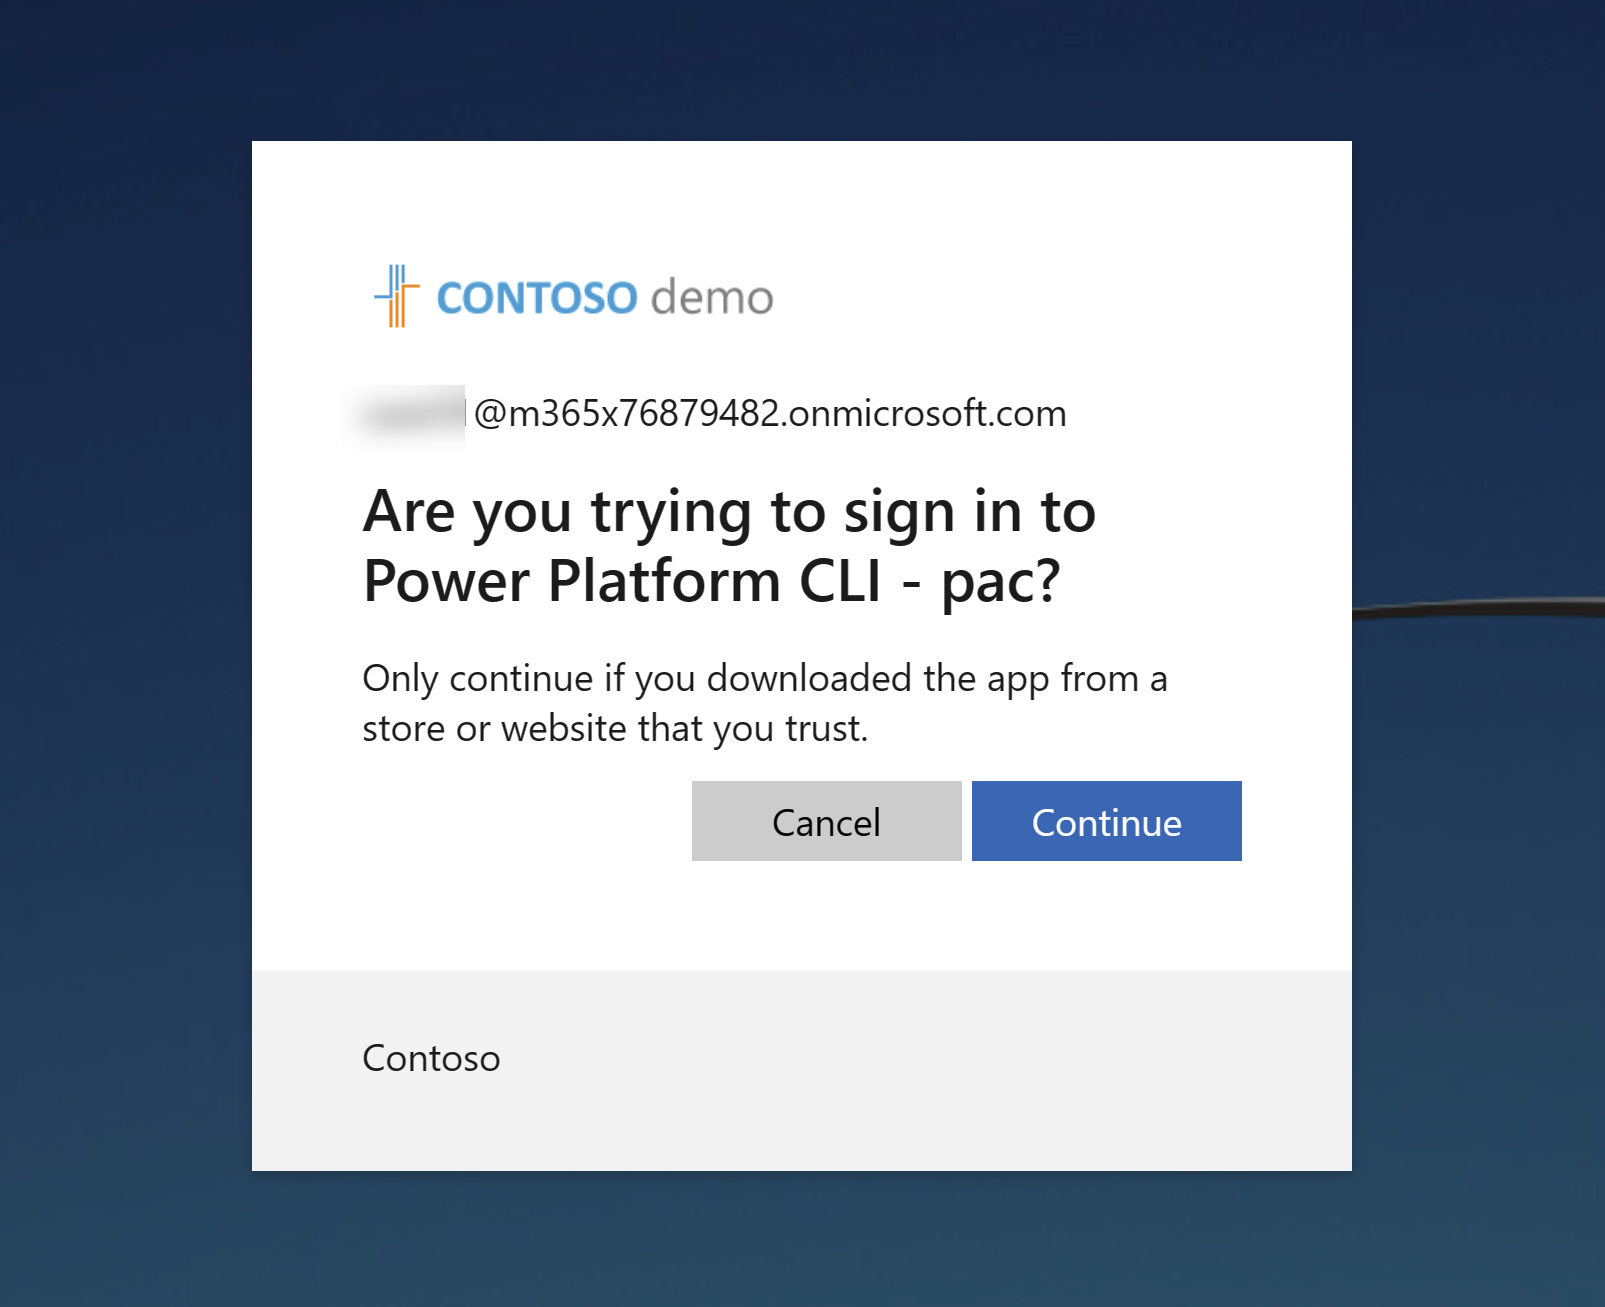 CONTOSO demo
@m365x76879482.onmicrosoft.com
Are you trying to sign in to
Power Platform CLI - pac?
Only continue if you downloaded the app from a
store or website that you trust.
Cancel Continue
Contoso